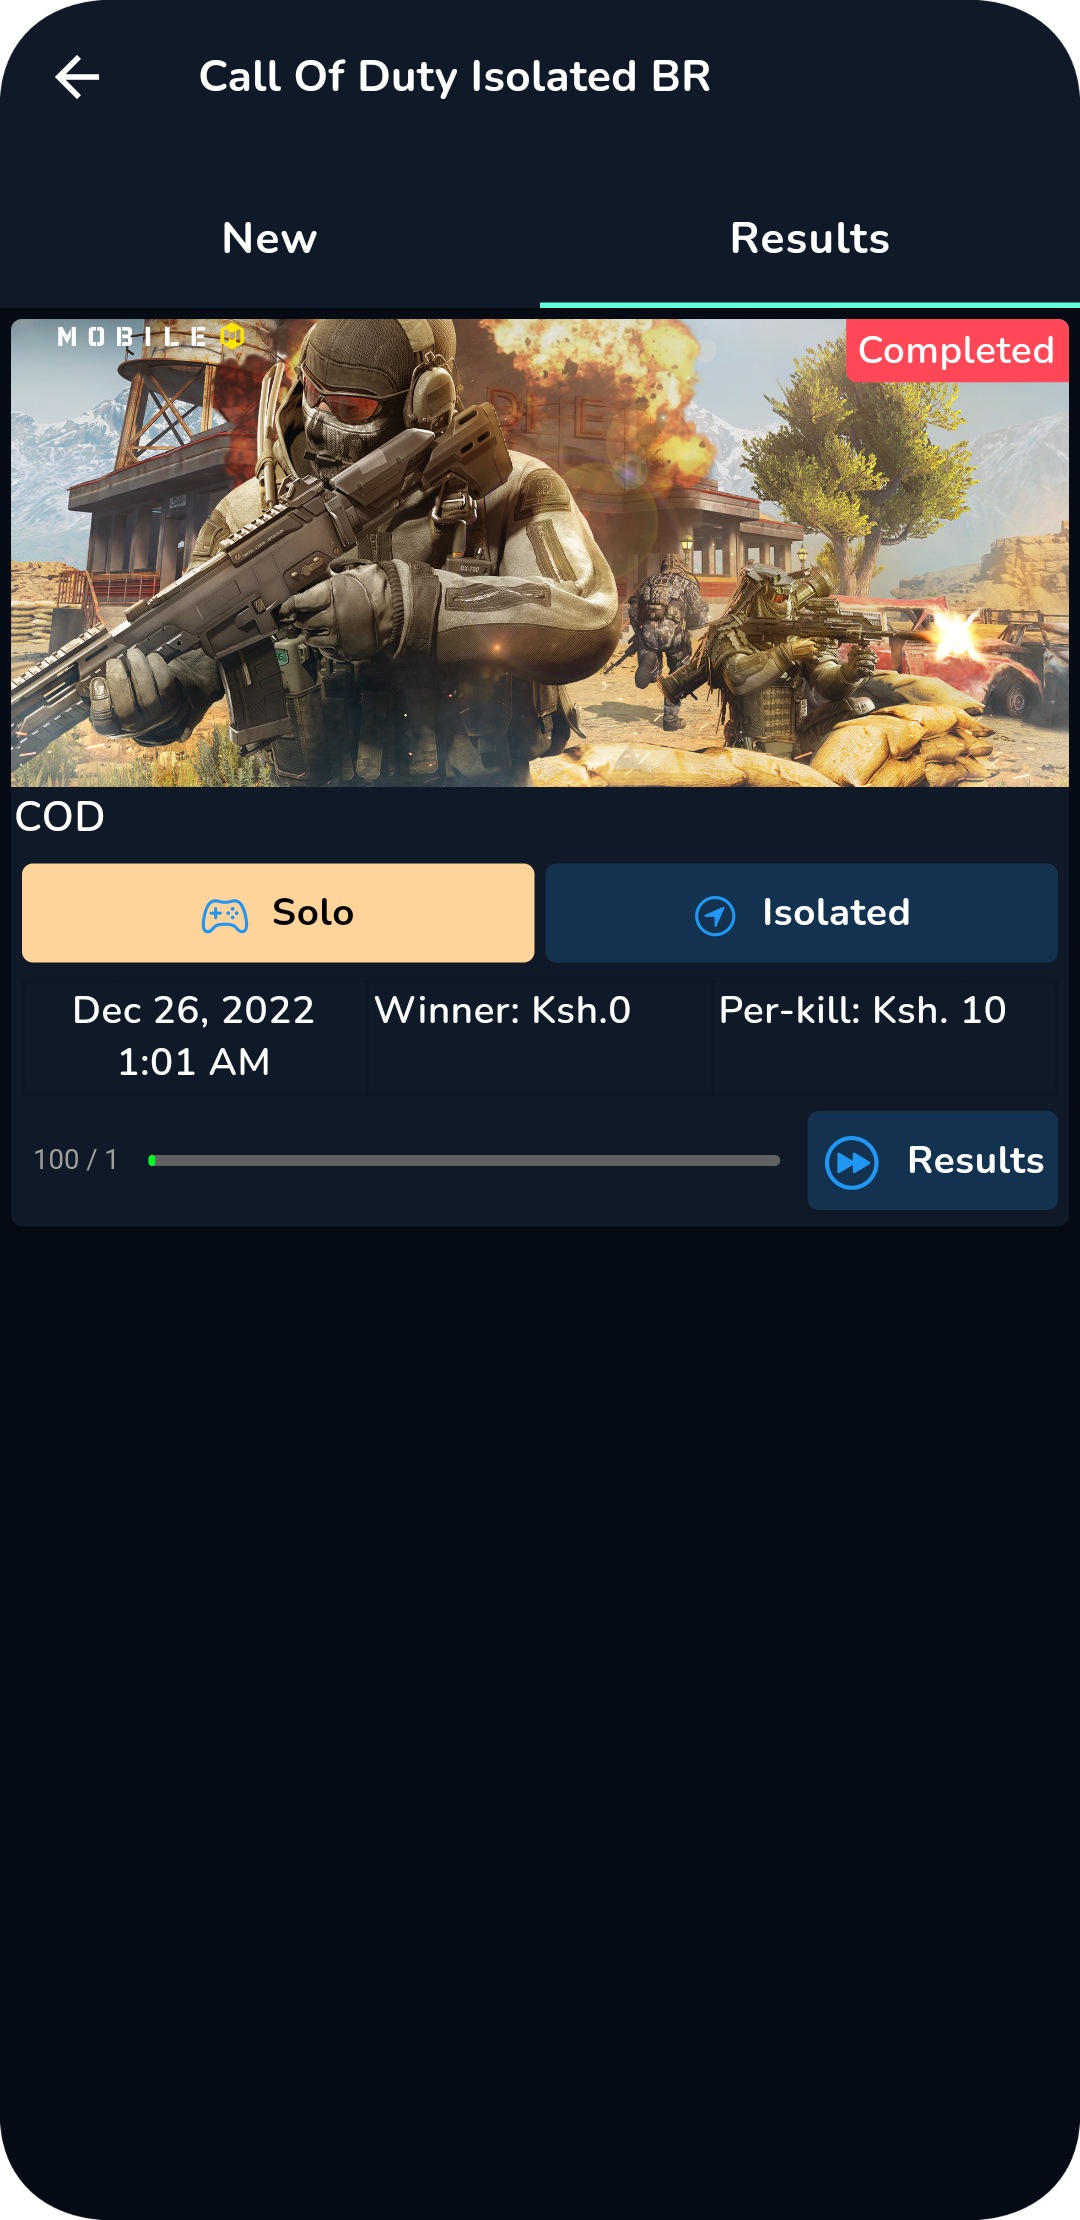 Call Of Duty Isolated BR
New
Results
MOBILE
Completed
COD
Solo
Isolated
Dec 26, 2022
1:01 AM
Winner: Ksh.0
Per-kill: Ksh. 10
100 / 1
Results